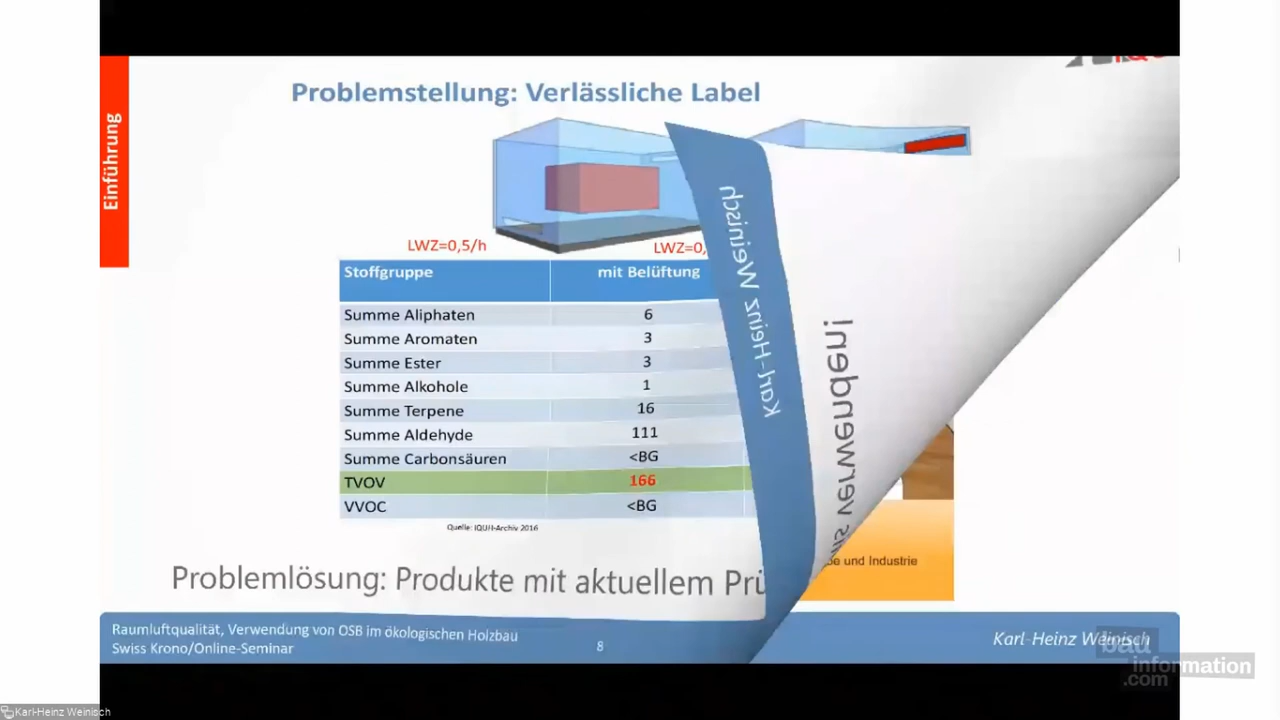 Einführung
Problemstellung: Verlässliche Label
LWZ=0,5/h
LWZ=0,
Stoffgruppe mit Belüftung
Summe Aliphaten 6
Summe Aromaten 3
Summe Ester 3
Summe Alkohole 1
Summe Terpene 16
Summe Aldehyde 111
Summe Carbonsäuren <BG
TVOV 166
VVOC <BG
Quelle: IQUH-Archiv 2016
Karl-Heinz Weinisch
verwenden!
und Industrie
Problemlösung: Produkte mit aktuellem
Raumluftqualität, Verwendung von OSB im ökologischen Holzbau
Swiss Krono/Online-Seminar
8
Karl-Heinz Weinisch
bau
information
.com
Karl-Heinz Weinisch